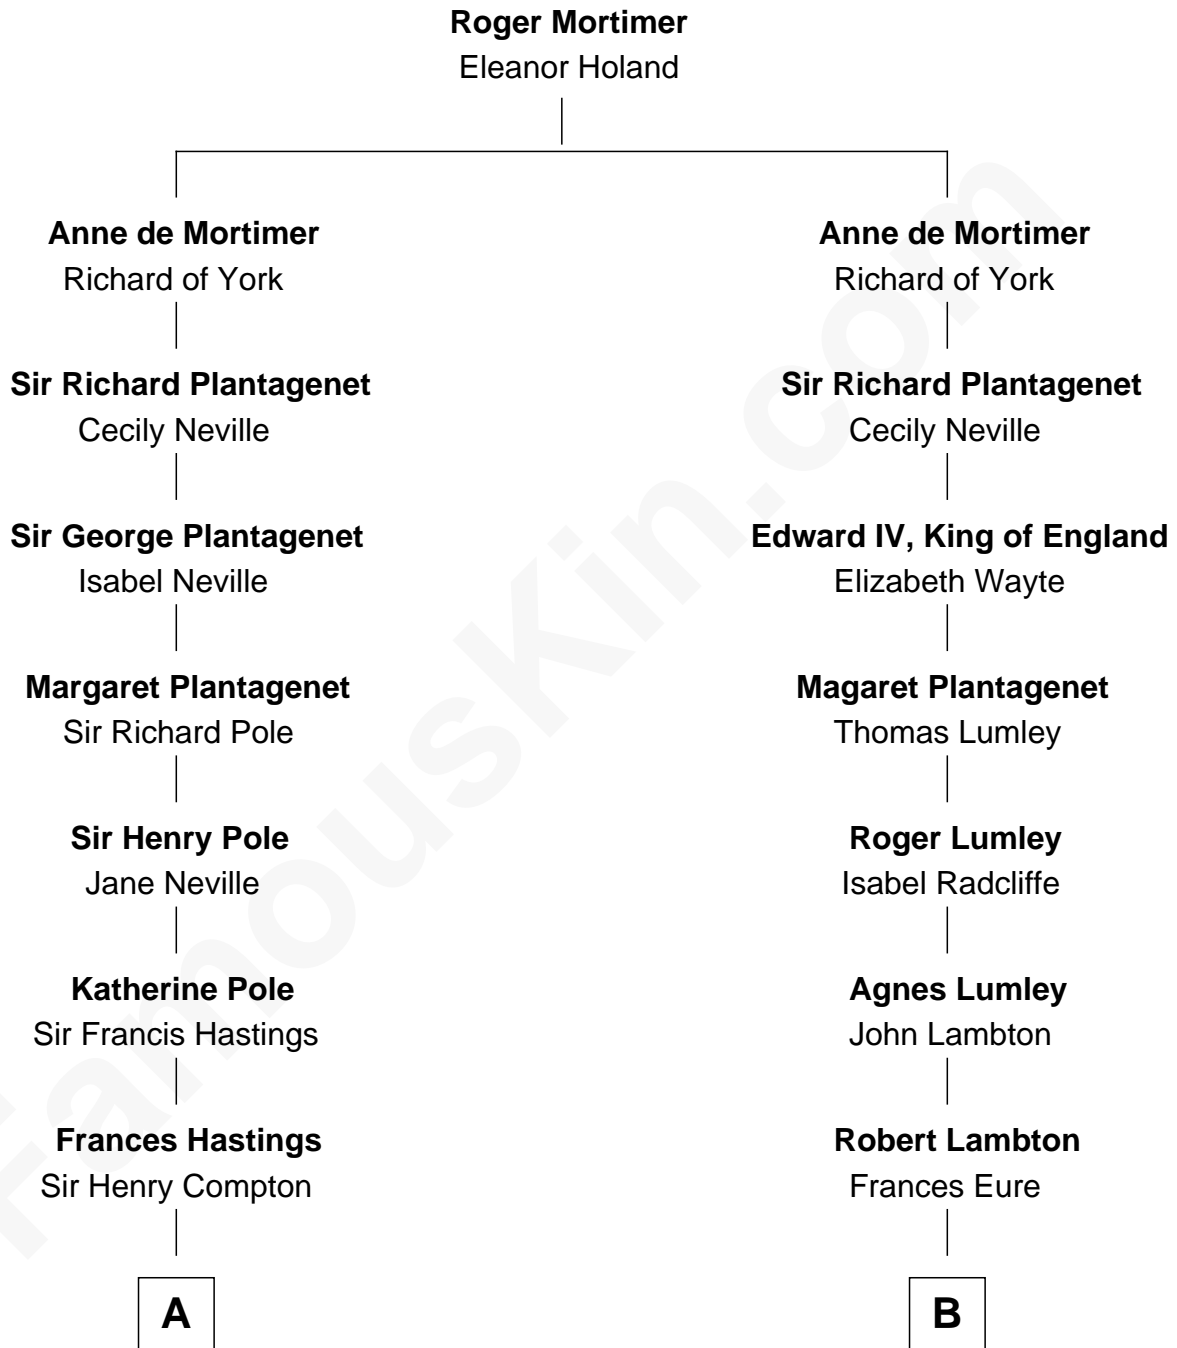 Roger Mortimer
Eleanor Holand
Anne de Mortimer
Richard of York
Sir Richard Plantagenet
Cecily Neville
Sir George Plantagenet
Isabel Neville
Margaret Plantagenet
Sir Richard Pole
Sir Henry Pole
Jane Neville
Katherine Pole
Sir Francis Hastings
Frances Hastings
Sir Henry Compton
A
Anne de Mortimer
Richard of York
Sir Richard Plantagenet
Cecily Neville
Edward IV, King of England
Elizabeth Wayte
Magaret Plantagenet
Thomas Lumley
Roger Lumley
Isabel Radcliffe
Agnes Lumley
John Lambton
Robert Lambton
Frances Eure
B
FamousKin.com